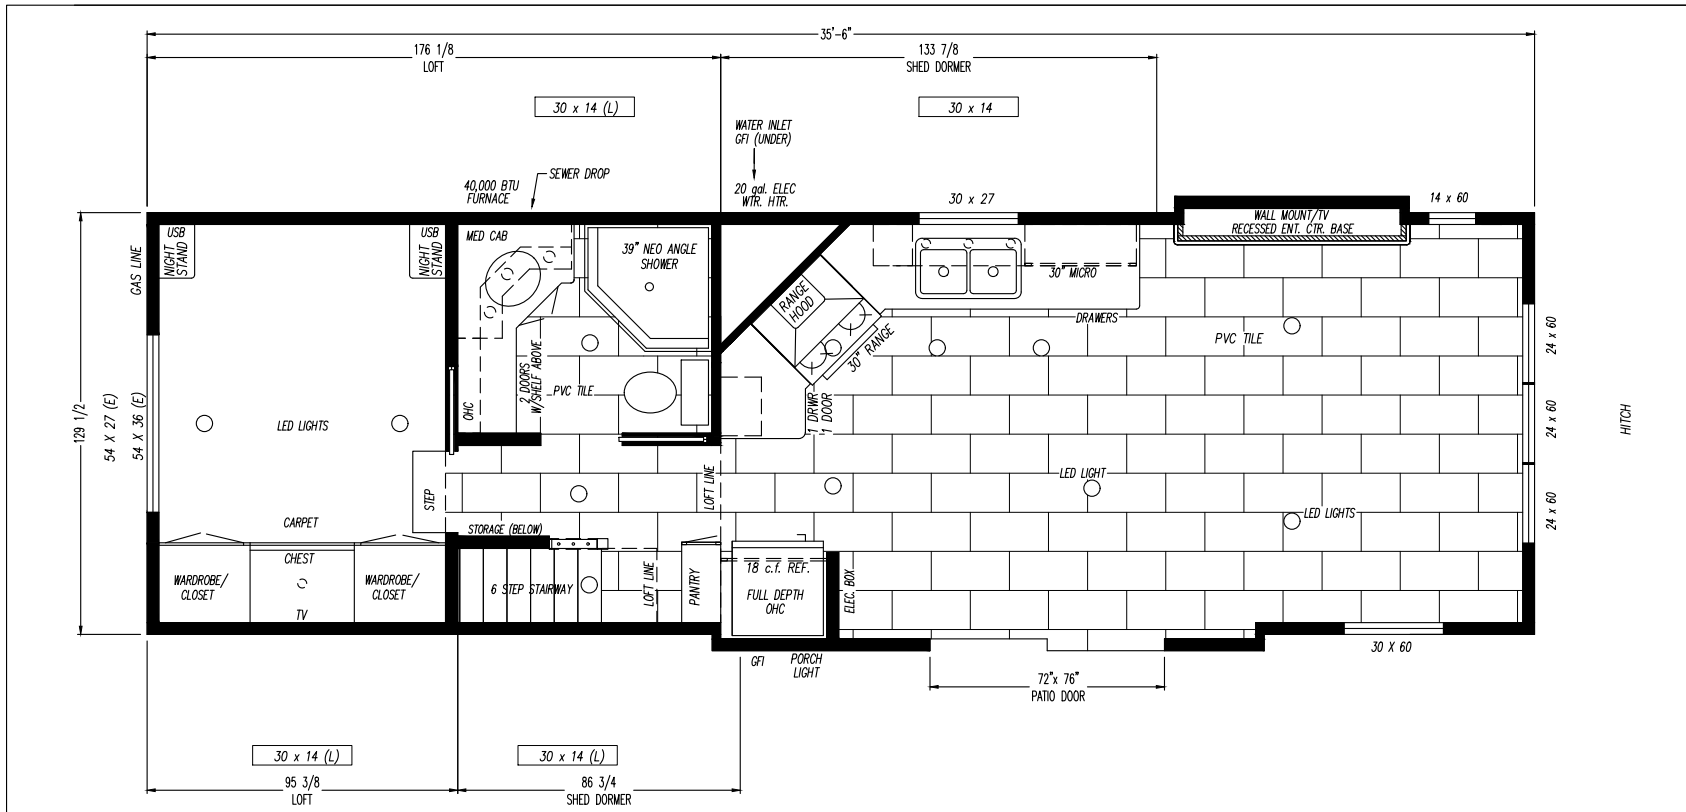 35'-6"
176 1/8
LOFT
133 7/8
SHED DORMER
30 x 14 (L)
30 x 14
WATER INLET
GFI (UNDER)
SEWER DROP
40,000 BTU
FURNACE
20 gal. ELEC
WTR. HTR.
30 x 27
14 x 60
WALL MOUNT/TV
RECESSED ENT. CTR. BASE
USB
NIGHT
STAND
USB
NIGHT
STAND
MED CAB
39" NEO ANGLE
SHOWER
GAS LINE
30" MICRO
RANGE
HOOD
30" RANGE
DRAWERS
PVC TILE
24 x 60
24 x 60
24 x 60
HITCH
129 1/2
54 X 27 (E)
54 X 36 (E)
LED LIGHTS
OHC
2 DOORS
W/SHELF ABOVE
PVC TILE
1 DRWR
1 DOOR
STEP
LOFT LINE
LED LIGHT
LED LIGHTS
CARPET
STORAGE (BELOW)
CHEST
WARDROBE/
CLOSET
TV
WARDROBE/
CLOSET
6 STEP STAIRWAY
LOFT LINE
PANTRY
18 c.f. REF.
FULL DEPTH
OHC
ELEC. BOX
GFI
PORCH
LIGHT
30 X 60
72"x 76"
PATIO DOOR
30 x 14 (L)
30 x 14 (L)
95 3/8
LOFT
86 3/4
SHED DORMER